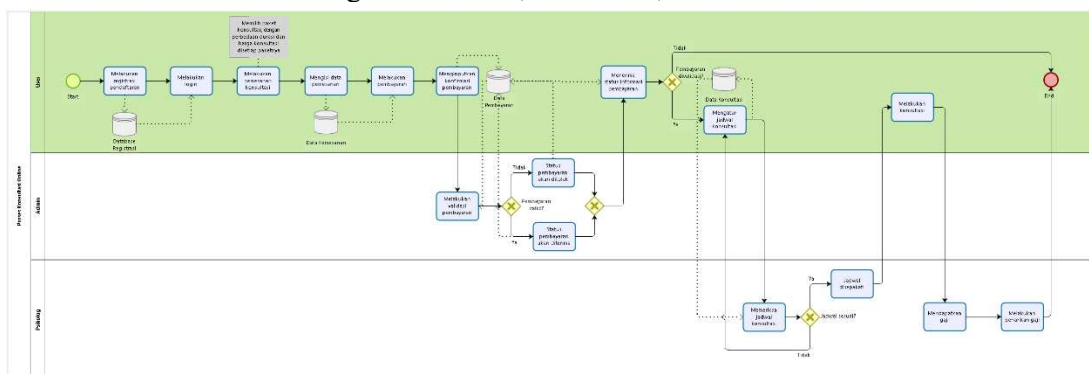 Memilih paket
konsultasi, dengan
perbedaan durasi dan
harga konsultasi
disetiap paketnya
Tidak
User
Start
Melakukan
registrasi
pendaftaran
Melakukan
login
Melakukan
pemesanan
konsultasi
Mengisi data
pemesanan
Melakukan
pembayaran
Menginputkan
konfirmasi
pembayaran
Data
Pembayaran
Menerima
status informasi
pembayaran
Pembayaran
divalidasi?
Data Konsultasi
End
Database
Registrasi
Data Pemesanan
Ya
Mengatur
jadwal
konsultasi
Melakukan
konsultasi
Proses Konsultasi Online
Admin
Melakukan
validasi
pembayaran
Tidak
Status
pembayaran
akan ditolak
Pembayaran
valid?
Ya
Status
pembayaran
akan diterima
Psikolog
Memeriksa
jadwal
konsultasi
Ya
Jadwal
disepakati
Jadwal sesuai?
Tidak
Mendapatkan
gaji
Melakukan
penarikan gaji